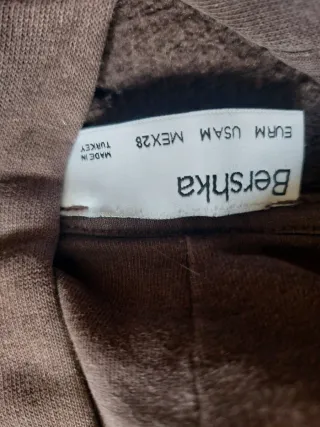 Bershka
EURM USAM MEX28
MADE IN
TURKEY